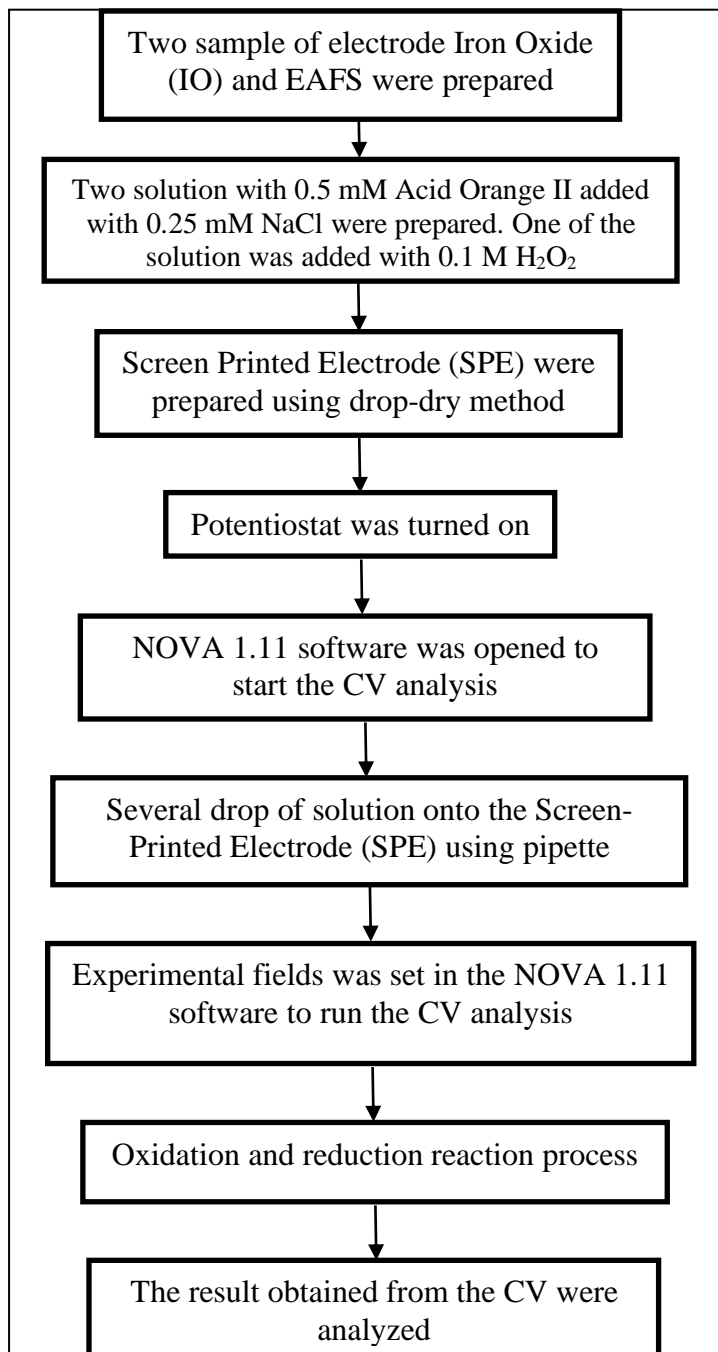 Two sample of electrode Iron Oxide
(IO) and EAFS were prepared
Two solution with 0.5 mM Acid Orange II added
with 0.25 mM NaCl were prepared. One of the
solution was added with 0.1 M H₂O₂
Screen Printed Electrode (SPE) were
prepared using drop-dry method
Potentiostat was turned on
NOVA 1.11 software was opened to
start the CV analysis
Several drop of solution onto the Screen-
Printed Electrode (SPE) using pipette
Experimental fields was set in the NOVA 1.11
software to run the CV analysis
Oxidation and reduction reaction process
The result obtained from the CV were
analyzed